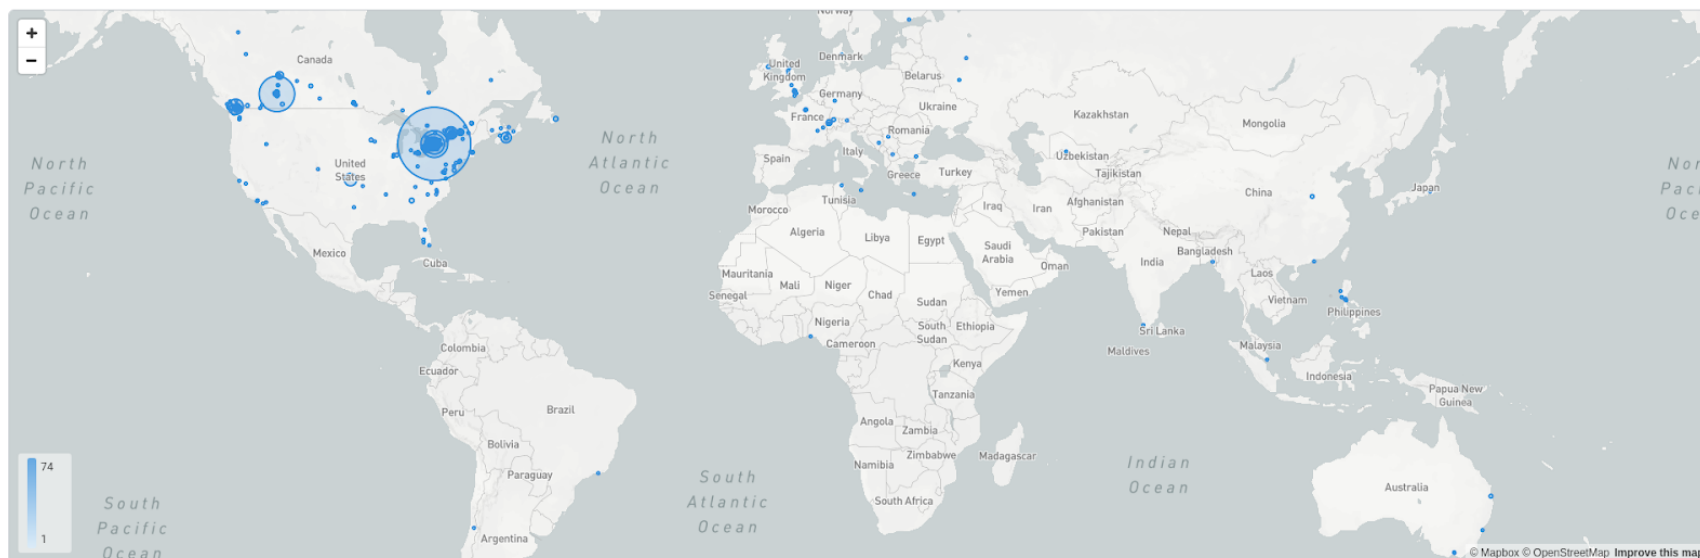 +
−
Norway
Canada
United
Kingdom
Denmark
Belarus
Germany
Ukraine
France
Romania
Kazakhstan
Mongolia
North
Atlantic
Ocean
North
Pacific
Ocean
United
States
Spain
Italy
Greece
Turkey
Uzbekistan
Tajikistan
China
Japan
Nor
Paci
Oce
Tunisia
Morocco
Iraq
Iran
Afghanistan
Pakistan
Algeria
Libya
Egypt
Saudi
Arabia
Nepal
Bangladesh
Mexico
Cuba
Oman
India
Laos
Mauritania
Mali
Niger
Chad
Sudan
Yemen
Vietnam
Senegal
Philippines
Nigeria
South
Sudan
Ethiopia
Sri Lanka
Cameroon
Maldives
Malaysia
Colombia
Ecuador
Kenya
Indonesia
Papua New
Guinea
Tanzania
Peru
Brazil
Angola
Zambia
Bolivia
Zimbabwe
Madagascar
Namibia
Indian
Ocean
Paraguay
South
Atlantic
Ocean
South Africa
Australia
South
Pacific
Ocean
Argentina
74
1
© Mapbox © OpenStreetMap Improve this map